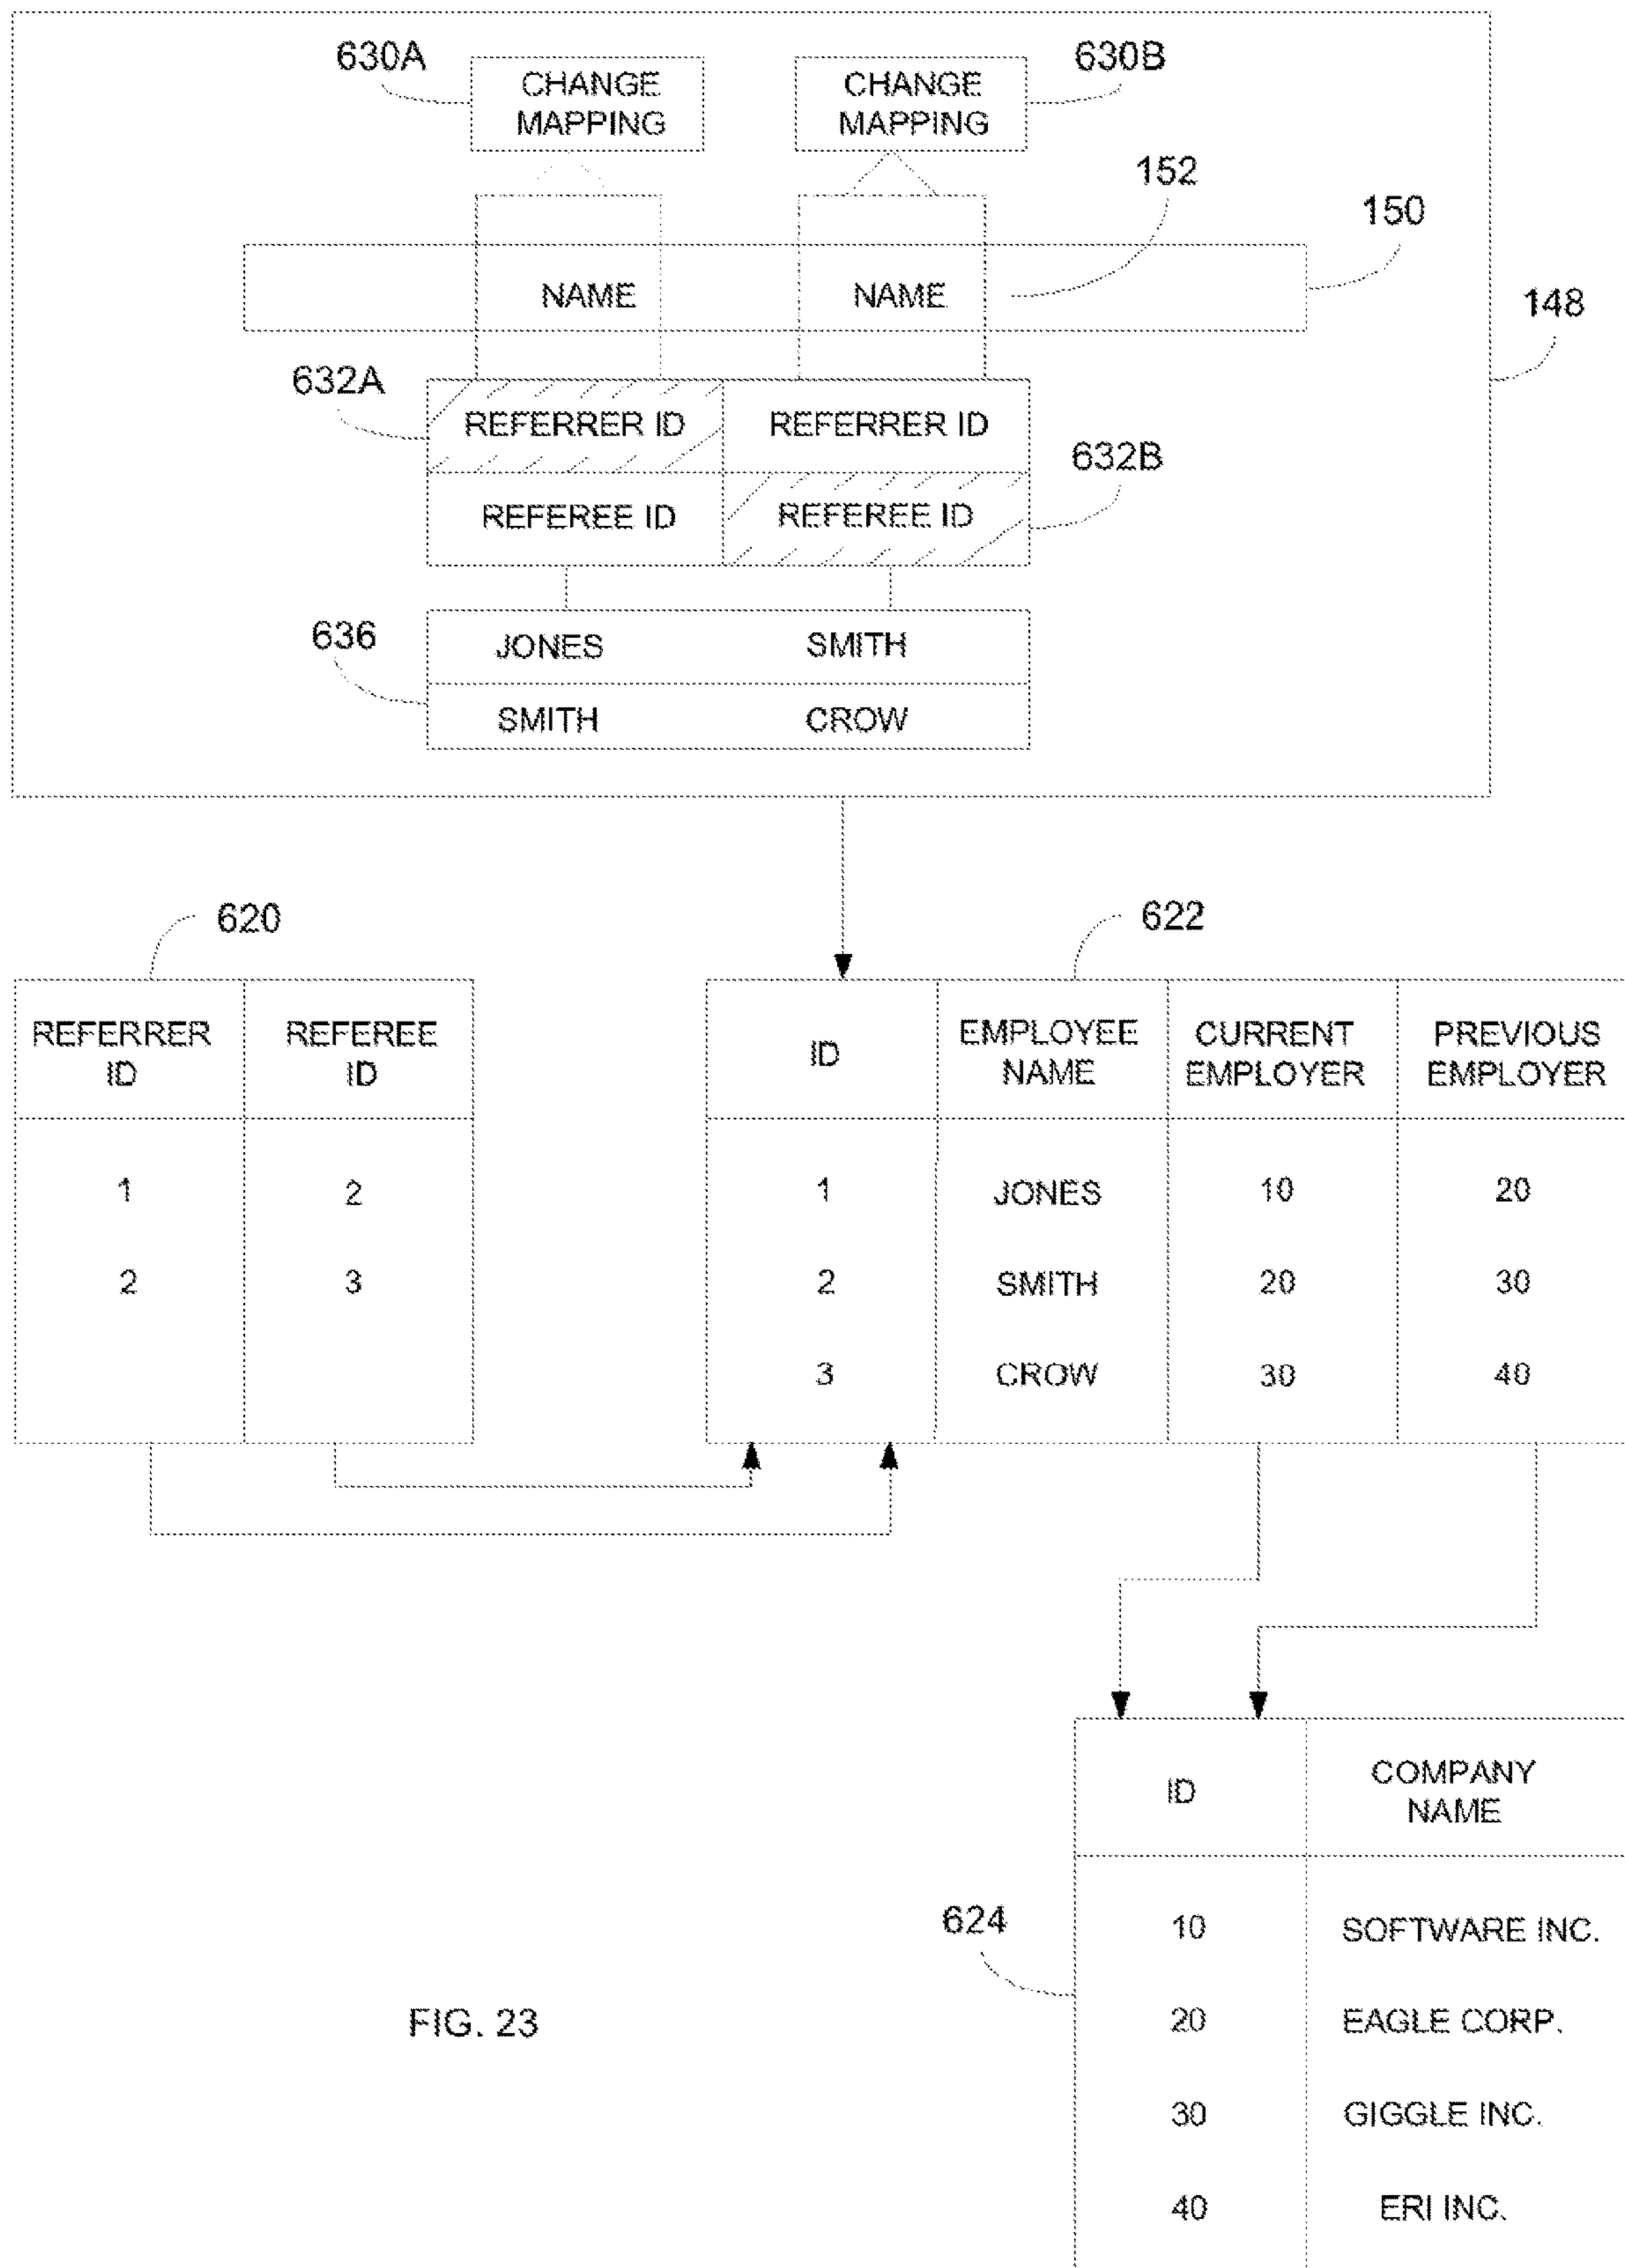 630A
CHANGE
MAPPING
CHANGE
MAPPING
630B
152
150
148
NAME
NAME
632A
REFERRER ID
REFERRER ID
632B
REFEREE ID
REFEREE ID
636
JONES
SMITH
SMITH
CROW
620
622
REFERRER
ID
REFEREE
ID
ID
EMPLOYEE
NAME
CURRENT
EMPLOYER
PREVIOUS
EMPLOYER
1
2
1
JONES
10
20
2
3
2
SMITH
20
30
3
CROW
30
40
ID
COMPANY
NAME
624
10
SOFTWARE INC.
20
EAGLE CORP.
30
GIGGLE INC.
40
ERI INC.
FIG. 23